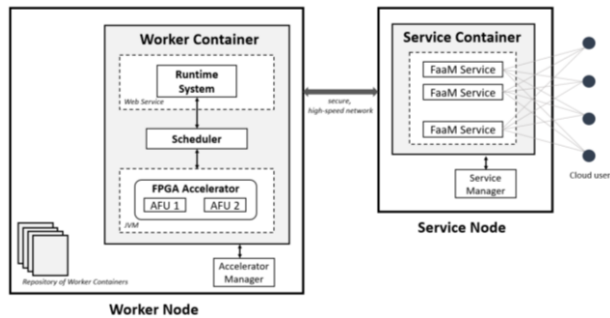 Worker Container
Runtime
System
Web Service
Scheduler
FPGA Accelerator
AFU 1
AFU 2
JVM
Accelerator
Manager
Repository of Worker Containers
Worker Node
secure,
high-speed network
Service Container
FaaM Service
FaaM Service
FaaM Service
Service
Manager
Service Node
Cloud user